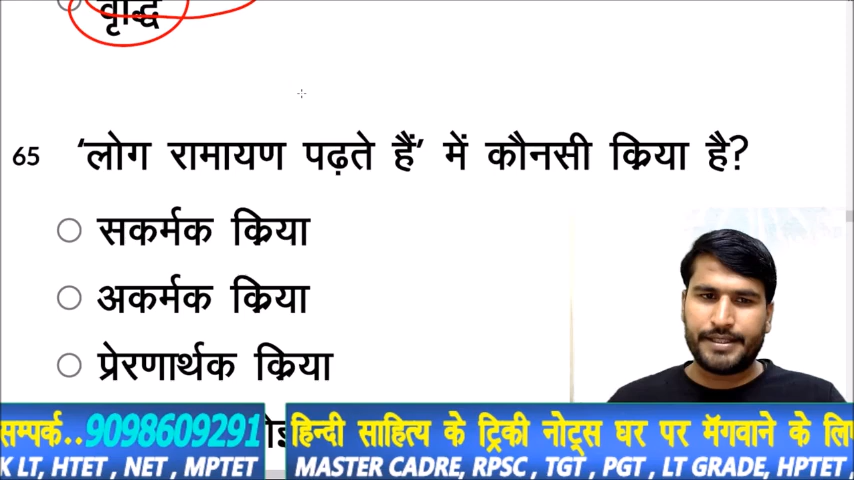 वृद्धि
65 ‘लोग रामायण पढ़ते हैं’ में कौनसी क्रिया है?
सकर्मक क्रिया
अकर्मक क्रिया
प्रेरणार्थक क्रिया
सम्पर्क..9098609291 हिन्दी साहित्य के ट्रिकी नोट्स घर पर मॅगवाने के
K LT, HTET , NET , MPTET MASTER CADRE, RPSC , TGT , PGT , LT GRADE, HPTET ,